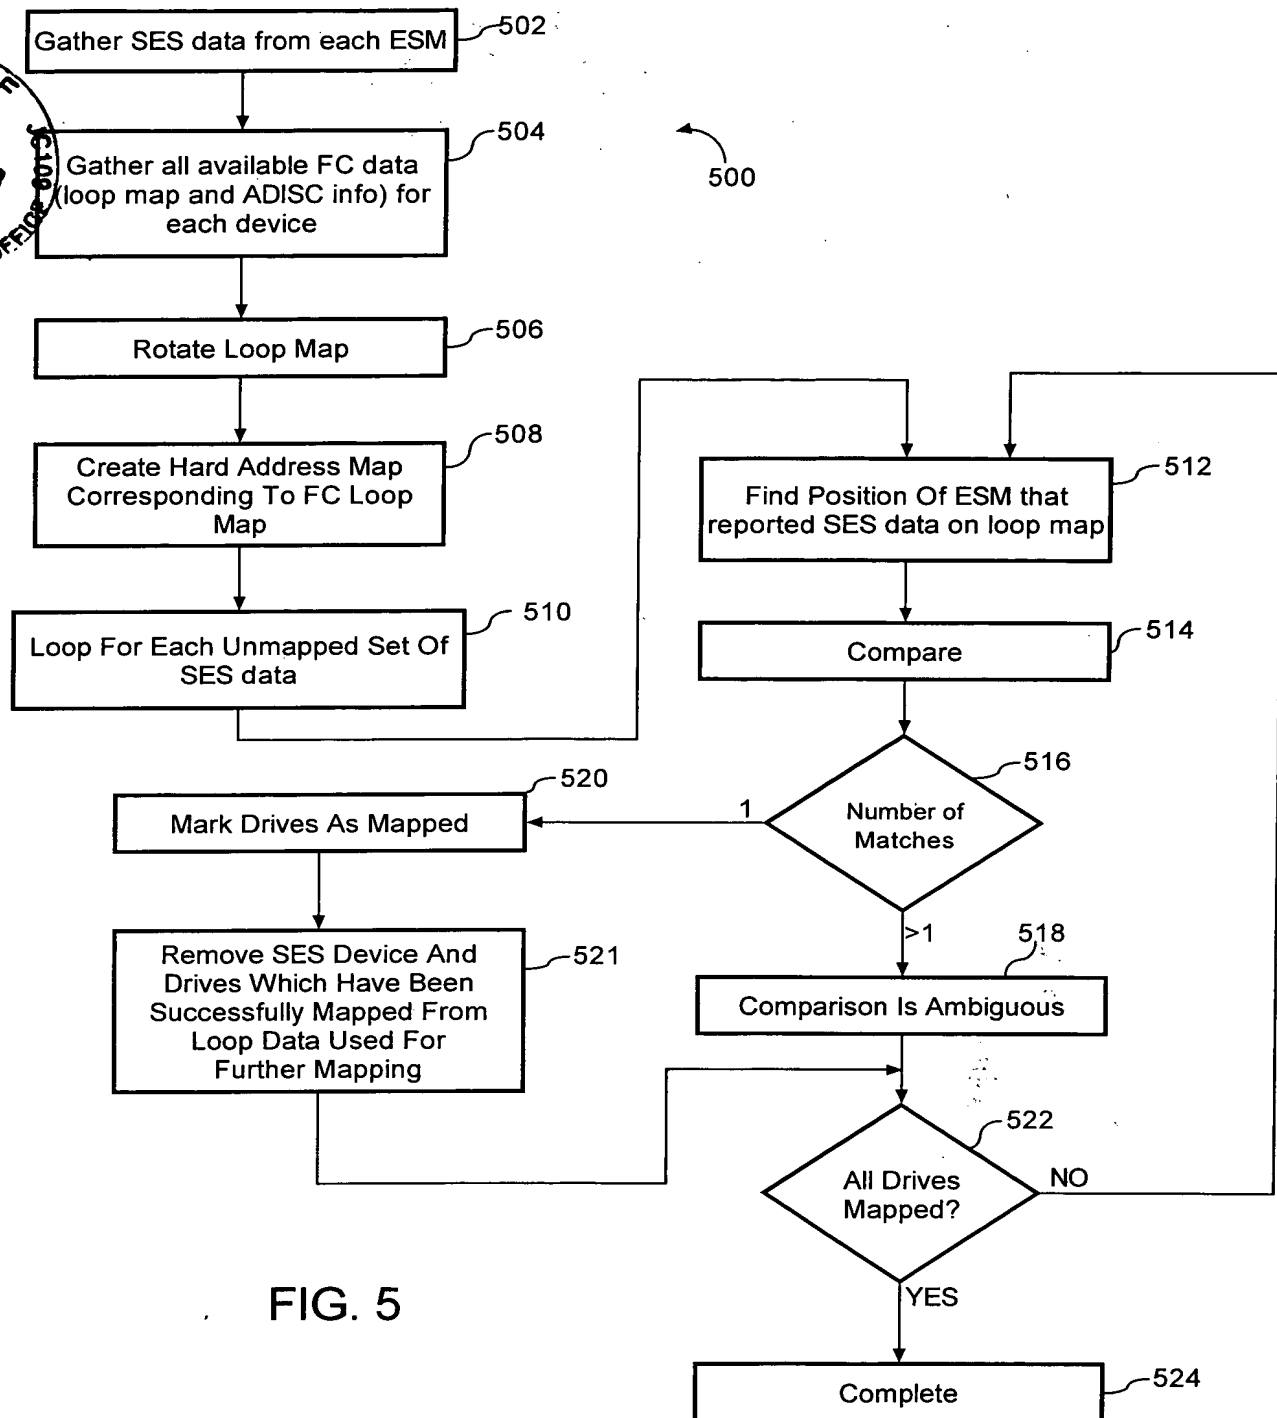 Gather SES data from each ESM
502
Gather all available FC data
(loop map and ADISC info) for
each device
504
500
Rotate Loop Map
506
Create Hard Address Map
Corresponding To FC Loop
Map
508
Loop For Each Unmapped Set Of
SES data
510
Find Position Of ESM that
reported SES data on loop map
512
Compare
514
Number of
Matches
516
1
>1
Mark Drives As Mapped
520
Remove SES Device And
Drives Which Have Been
Successfully Mapped From
Loop Data Used For
Further Mapping
521
Comparison Is Ambiguous
518
All Drives
Mapped?
522
NO
YES
Complete
524
FIG. 5